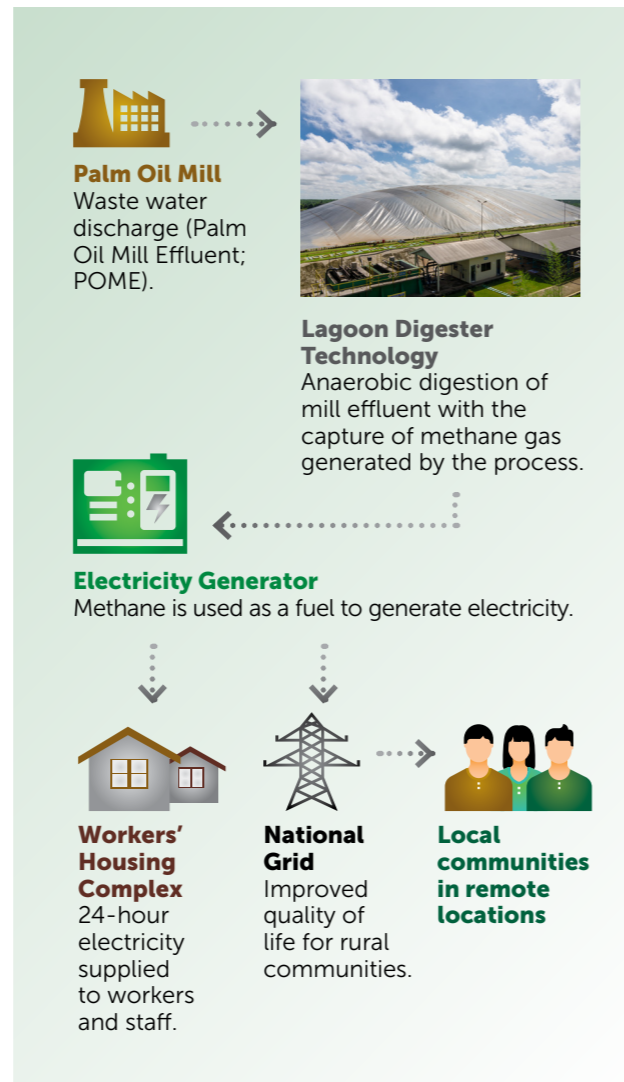 Palm Oil Mill
Waste water
discharge (Palm
Oil Mill Effluent;
POME).
Lagoon Digester
Technology
Anaerobic digestion of
mill effluent with the
capture of methane gas
generated by the process.
Electricity Generator
Methane is used as a fuel to generate electricity.
Workers’
Housing
Complex
24-hour
electricity
supplied
to workers
and staff.
National
Grid
Improved
quality of
life for rural
communities.
Local
communities
in remote
locations